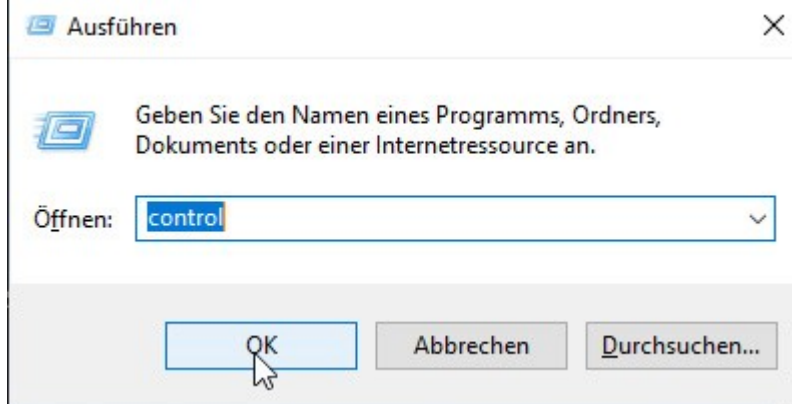 Ausführen
Geben Sie den Namen eines Programms, Ordners,
Dokuments oder einer Internetressource an.
Öffnen: control
OK Abbrechen Durchsuchen...